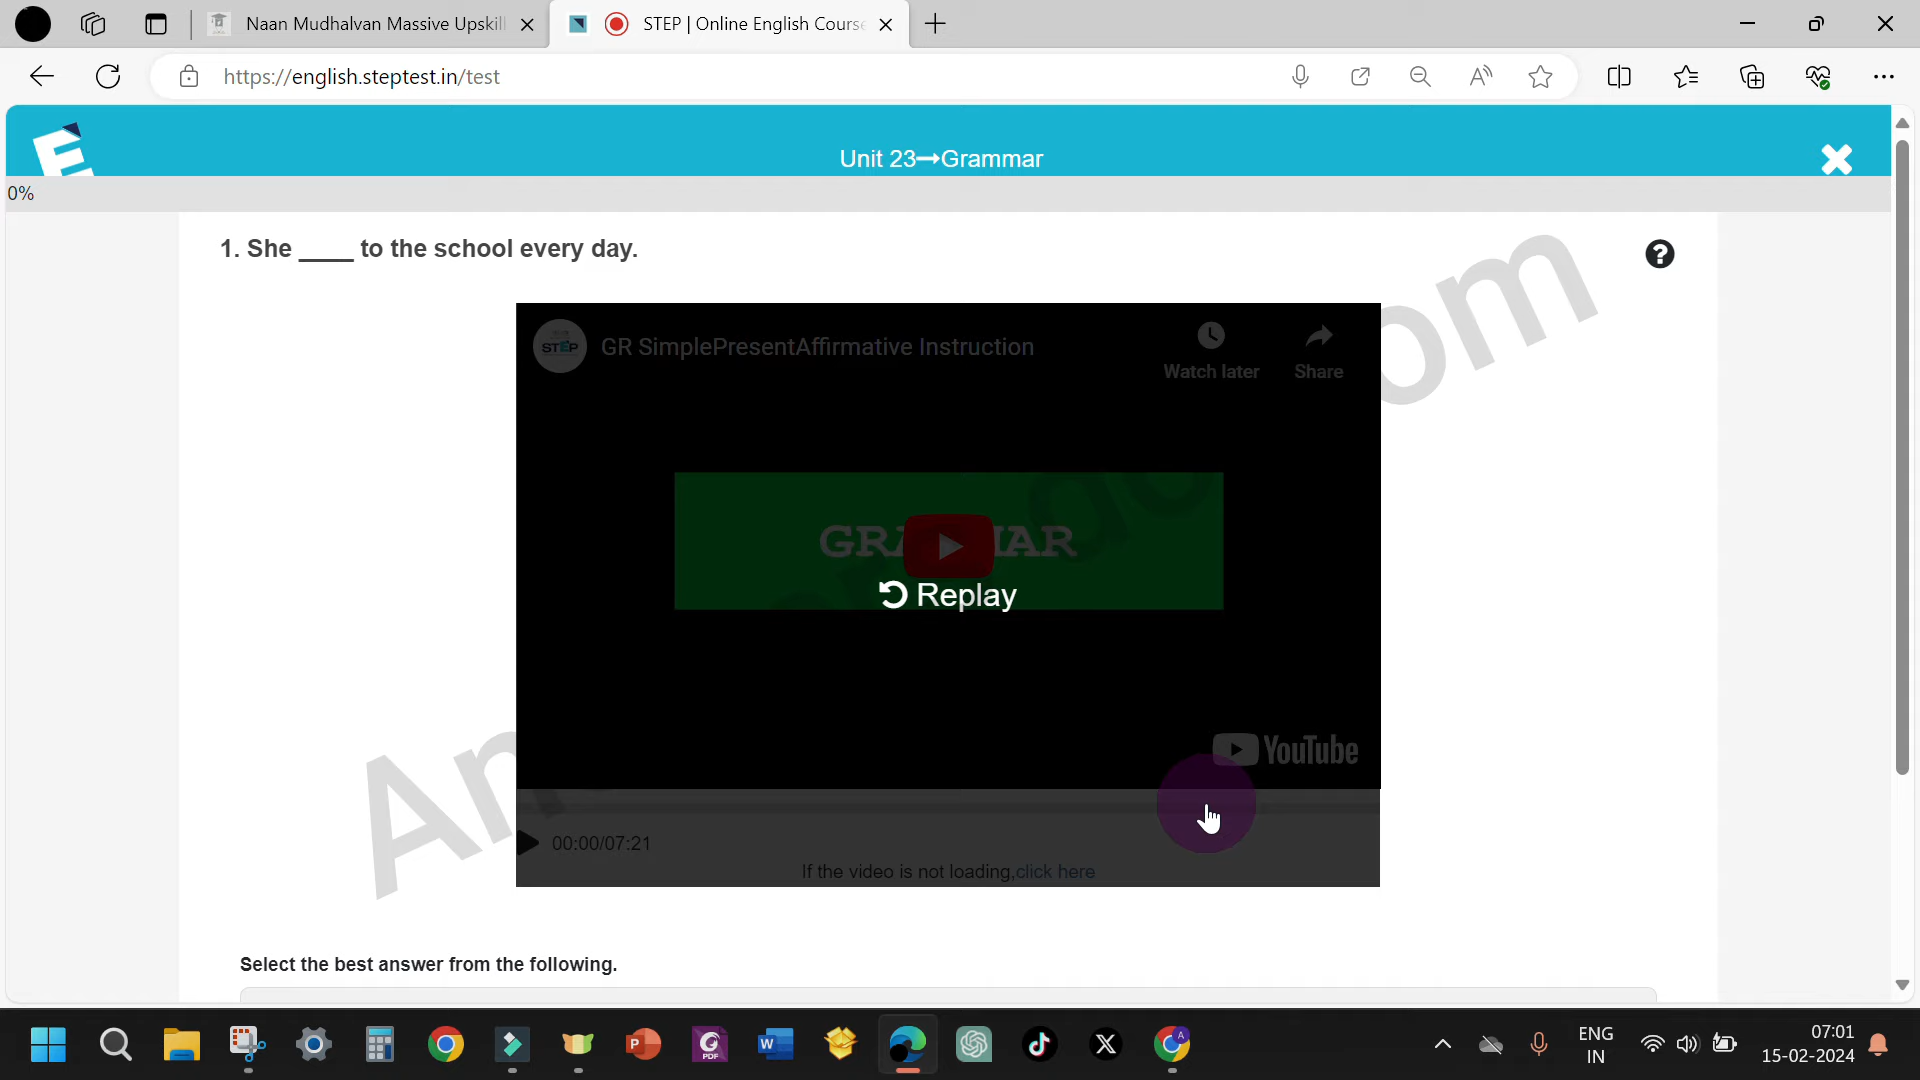 Naan Mudhalvan Massive Upskil
STEP | Online English Course
https://english.steptest.in/test
E
Unit 23→Grammar
0%
1. She ____ to the school every day.
STEP
GR SimplePresentAffirmative Instruction
Watch later
Share
Replay
YouTube
00:00/07:21
If the video is not loading,click here
Select the best answer from the following.
ENG
IN
07:01
15-02-2024